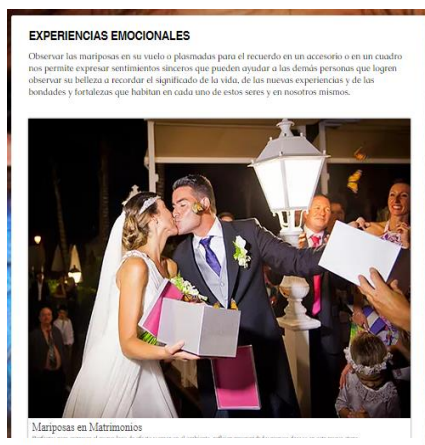 EXPERIENCIAS EMOCIONALES
Observar las mariposas en su vuelo o plasmadas para el recuerdo en un accesorio o en un cuadro
nos permite expresar sentimientos sinceros que pueden ayudar a las demás personas que logren
observar su belleza a recordar el significado de la vida, de las nuevas experiencias y de las
bondades y fortalezas que habitan en cada uno de estos seres y en nosotros mismos.
Mariposas en Matrimonios